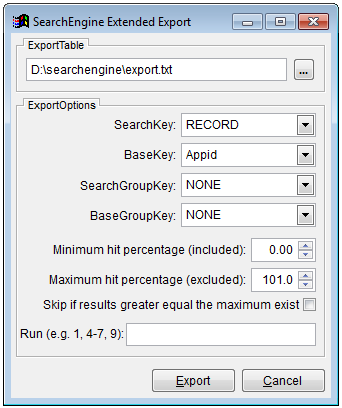 SearchEngine Extended Export
ExportTable
D:\searchengine\export.txt
...
ExportOptions
SearchKey: RECORD
BaseKey: Appid
SearchGroupKey: NONE
BaseGroupKey: NONE
Minimum hit percentage (included): 0.00
Maximum hit percentage (excluded): 101.0
Skip if results greater equal the maximum exist
Run (e.g. 1, 4-7, 9):
Export Cancel